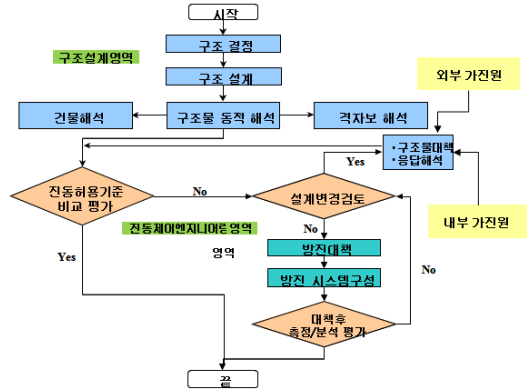 시작
구조 결정
구조설계영역
구조 설계
외부 가진원
건물해석
구조물 동적 해석
격자보 해석
・구조물대책
・응답해석
Yes
진동허용기준
비교 평가
No
설계변경검토
진동제어엔지니어링영역
영역
내부 가진원
No
방진대책
Yes
방진 시스템구성
No
대책후
측정/분석 평가
끝